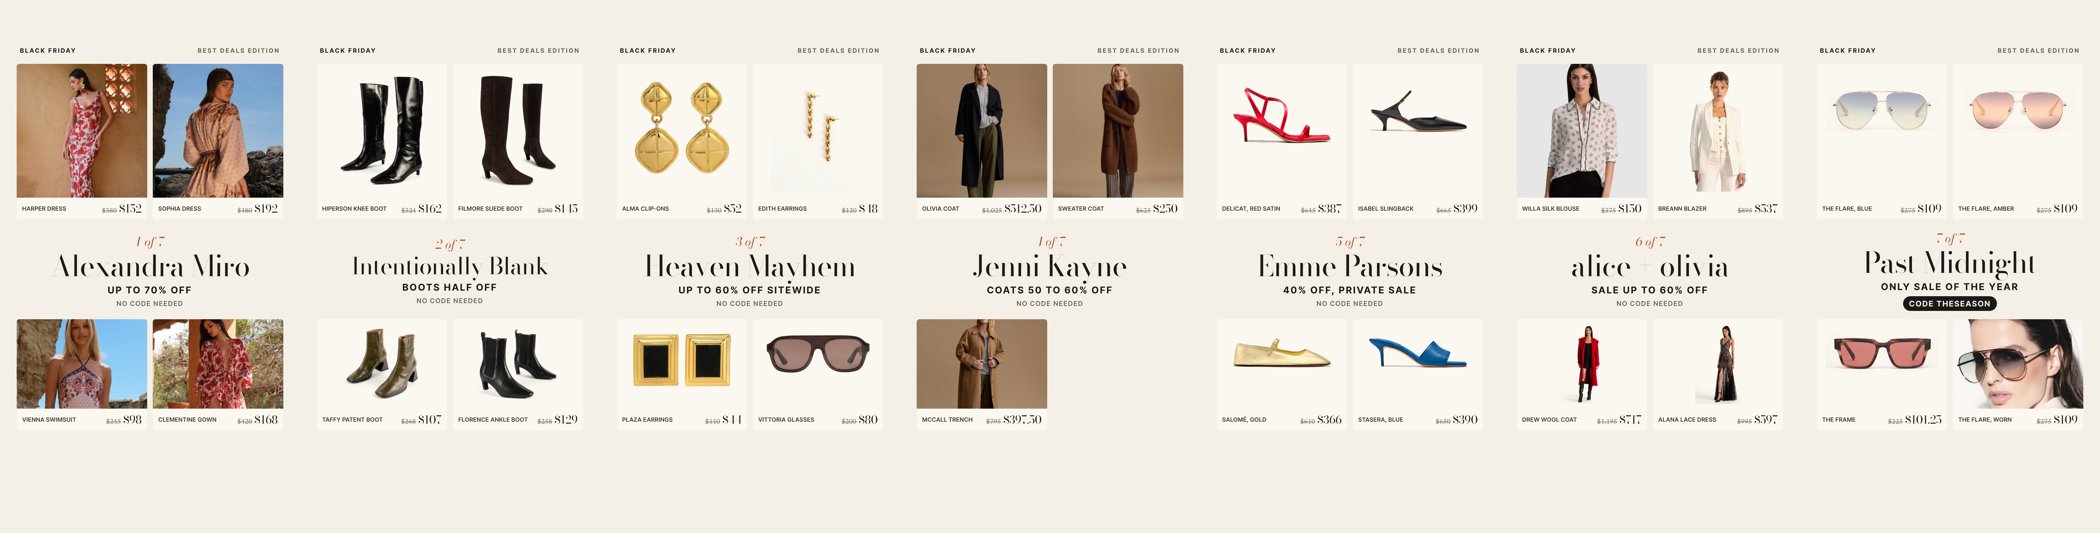 BLACK FRIDAY BEST DEALS EDITION
HARPER DRESS $380 $152
SOPHIA DRESS $480 $192
1 of 7
Alexandra Miro
UP TO 70% OFF
NO CODE NEEDED
VIENNA SWIMSUIT $245 $98
CLEMENTINE GOWN $420 $168
BLACK FRIDAY BEST DEALS EDITION
HIPERSON KNEE BOOT $324 $162
FILMORE SUEDE BOOT $290 $145
2 of 7
Intentionally Blank
BOOTS HALF OFF
NO CODE NEEDED
TAFFY PATENT BOOT $268 $107
FLORENCE ANKLE BOOT $258 $129
BLACK FRIDAY BEST DEALS EDITION
ALMA CLIP-ONS $130 $52
EDITH EARRINGS $120 $48
3 of 7
Heaven Mayhem
UP TO 60% OFF SITEWIDE
NO CODE NEEDED
PLAZA EARRINGS $110 $44
VITTORIA GLASSES $200 $80
BLACK FRIDAY BEST DEALS EDITION
OLIVIA COAT $1,025 $512.50
SWEATER COAT $625 $250
4 of 7
Jenni Kayne
COATS 50 TO 60% OFF
NO CODE NEEDED
MCCALL TRENCH $795 $397.50
BLACK FRIDAY BEST DEALS EDITION
DELICAT, RED SATIN $645 $387
ISABEL SLINGBACK $665 $399
5 of 7
Emme Parsons
40% OFF, PRIVATE SALE
NO CODE NEEDED
SALOMÉ, GOLD $610 $366
STASERA, BLUE $650 $390
BLACK FRIDAY BEST DEALS EDITION
WILLA SILK BLOUSE $375 $150
BREANN BLAZER $895 $537
6 of 7
alice + olivia
SALE UP TO 60% OFF
NO CODE NEEDED
DREW WOOL COAT $1,195 $717
ALANA LACE DRESS $995 $597
BLACK FRIDAY BEST DEALS EDITION
THE FLARE, BLUE $275 $109
THE FLARE, AMBER $275 $109
7 of 7
Past Midnight
ONLY SALE OF THE YEAR
CODE THESEASON
THE FRAME $225 $101.25
THE FLARE, WORN $275 $109